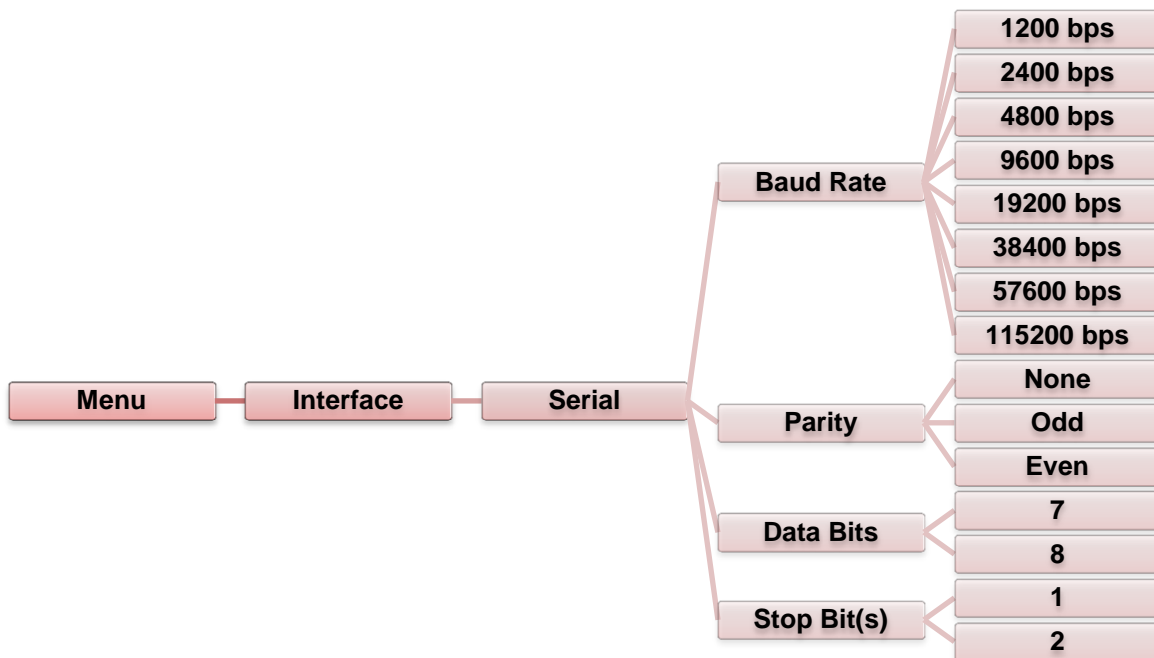 Menu
Interface
Serial
Baud Rate
1200 bps
2400 bps
4800 bps
9600 bps
19200 bps
38400 bps
57600 bps
115200 bps
Parity
None
Odd
Even
Data Bits
7
8
Stop Bit(s)
1
2